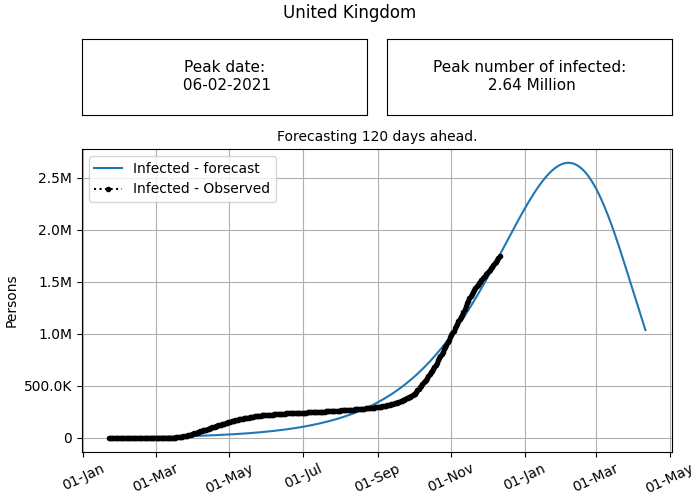 United Kingdom
Peak date:
06-02-2021
Peak number of infected:
2.64 Million
Forecasting 120 days ahead.
Infected - forecast
Infected - Observed
Persons
2.5M
2.0M
1.5M
1.0M
500.0K
0
01-Jan
01-Mar
01-May
01-Jul
01-Sep
01-Nov
01-Jan
01-Mar
01-May